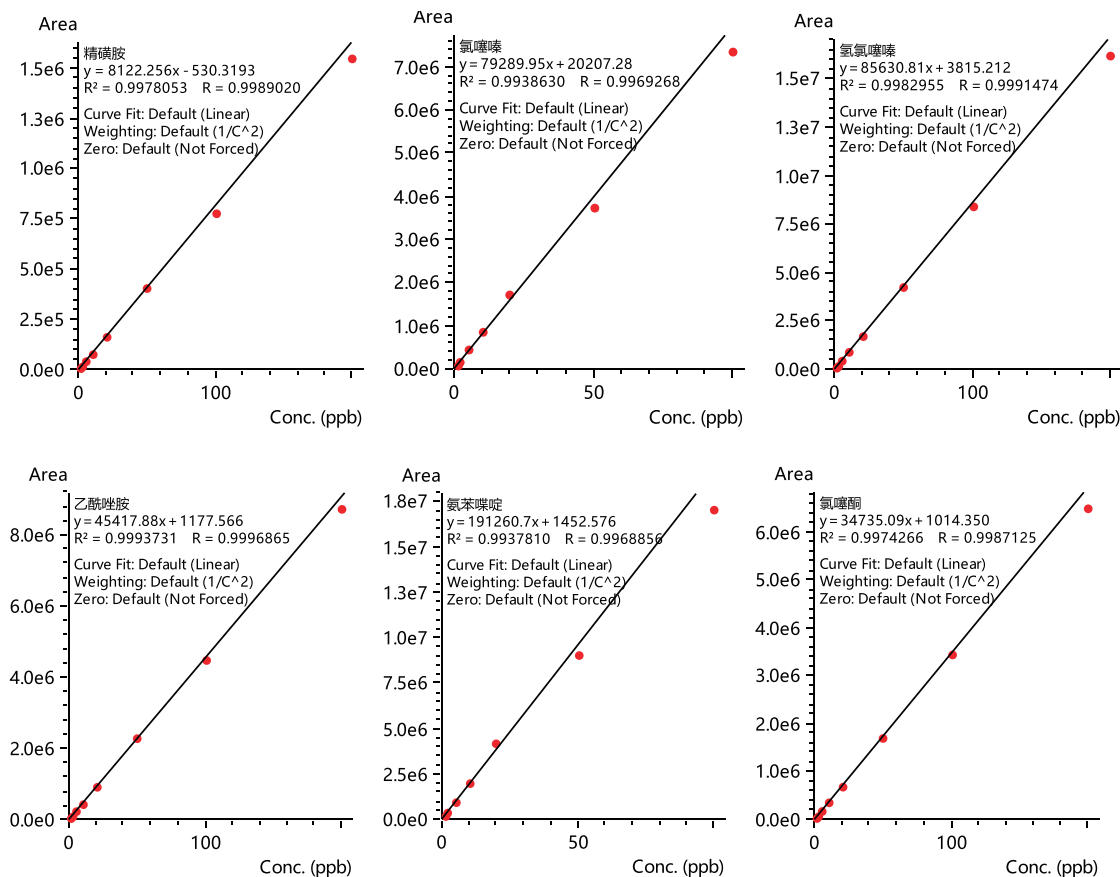 Area
精磺胺
y = 8122.256x - 530.3193
R² = 0.9978053 R = 0.9989020
Curve Fit: Default (Linear)
Weighting: Default (1/C^2)
Zero: Default (Not Forced)
1.5e6
1.3e6
1.0e6
7.5e5
5.0e5
2.5e5
0.0e0
0
100
Conc. (ppb)
Area
氯噻嗪
y = 79289.95x + 20207.28
R² = 0.9938630 R = 0.9969268
Curve Fit: Default (Linear)
Weighting: Default (1/C^2)
Zero: Default (Not Forced)
7.0e6
6.0e6
5.0e6
4.0e6
3.0e6
2.0e6
1.0e6
0.0e0
0
50
Conc. (ppb)
Area
氢氯噻嗪
y = 85630.81x + 3815.212
R² = 0.9982955 R = 0.9991474
Curve Fit: Default (Linear)
Weighting: Default (1/C^2)
Zero: Default (Not Forced)
1.5e7
1.3e7
1.0e7
7.5e6
5.0e6
2.5e6
0.0e0
0
100
Conc. (ppb)
Area
乙酰唑胺
y = 45417.88x + 1177.566
R² = 0.9993731 R = 0.9996865
Curve Fit: Default (Linear)
Weighting: Default (1/C^2)
Zero: Default (Not Forced)
8.0e6
6.0e6
4.0e6
2.0e6
0.0e0
0
100
Conc. (ppb)
Area
氨苯喋啶
y = 191260.7x + 1452.576
R² = 0.9937810 R = 0.9968856
Curve Fit: Default (Linear)
Weighting: Default (1/C^2)
Zero: Default (Not Forced)
1.8e7
1.5e7
1.3e7
1.0e7
7.5e6
5.0e6
2.5e6
0.0e0
0
50
Conc. (ppb)
Area
氯噻酮
y = 34735.09x + 1014.350
R² = 0.9974266 R = 0.9987125
Curve Fit: Default (Linear)
Weighting: Default (1/C^2)
Zero: Default (Not Forced)
6.0e6
5.0e6
4.0e6
3.0e6
2.0e6
1.0e6
0.0e0
0
100
Conc. (ppb)